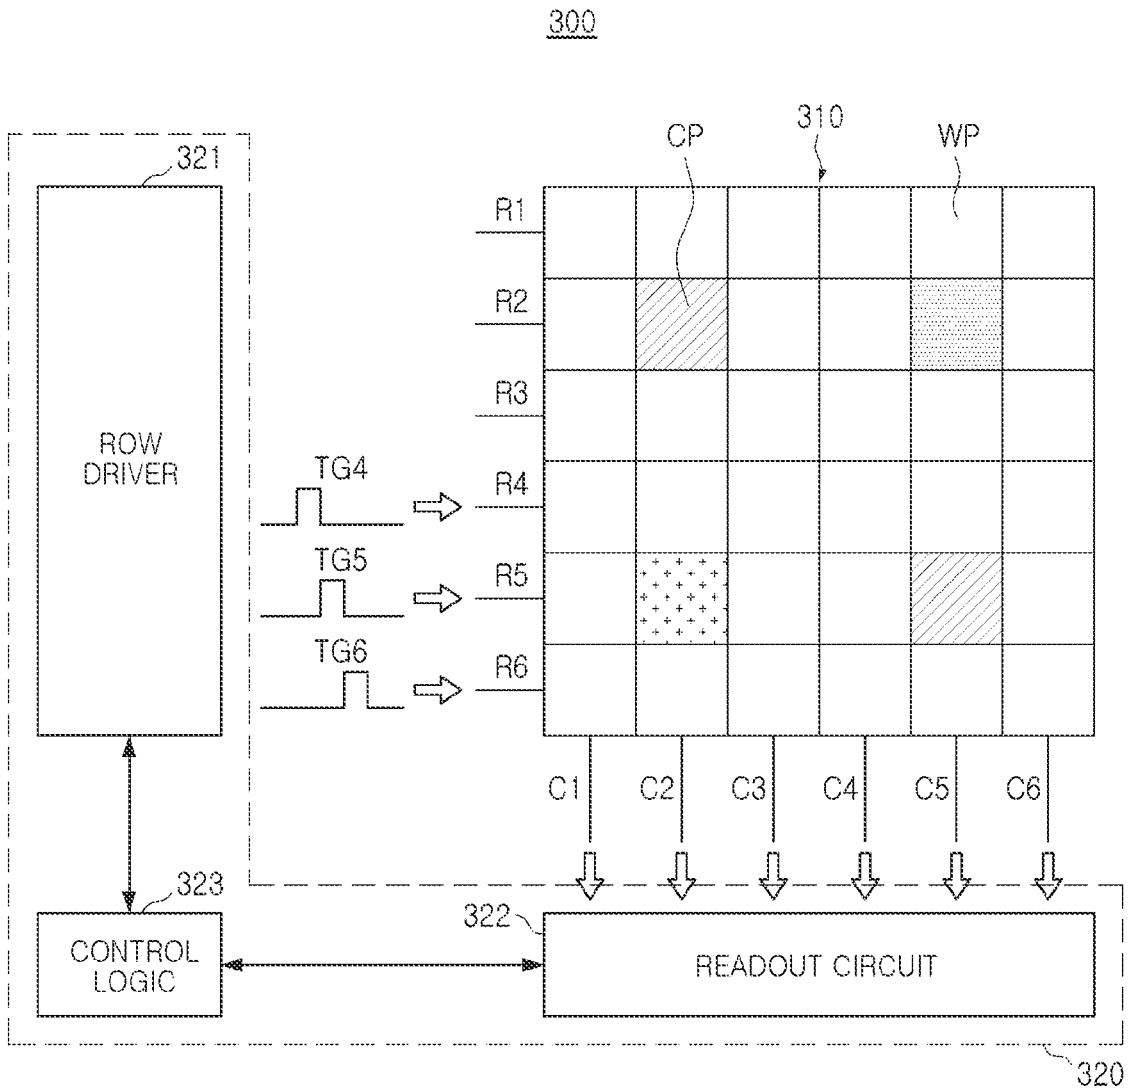 300
CP
310
WP
321
R1
R2
R3
ROW
DRIVER
TG4
R4
TG5
R5
TG6
R6
C1
C2
C3
C4
C5
C6
323
322
CONTROL
LOGIC
READOUT CIRCUIT
320